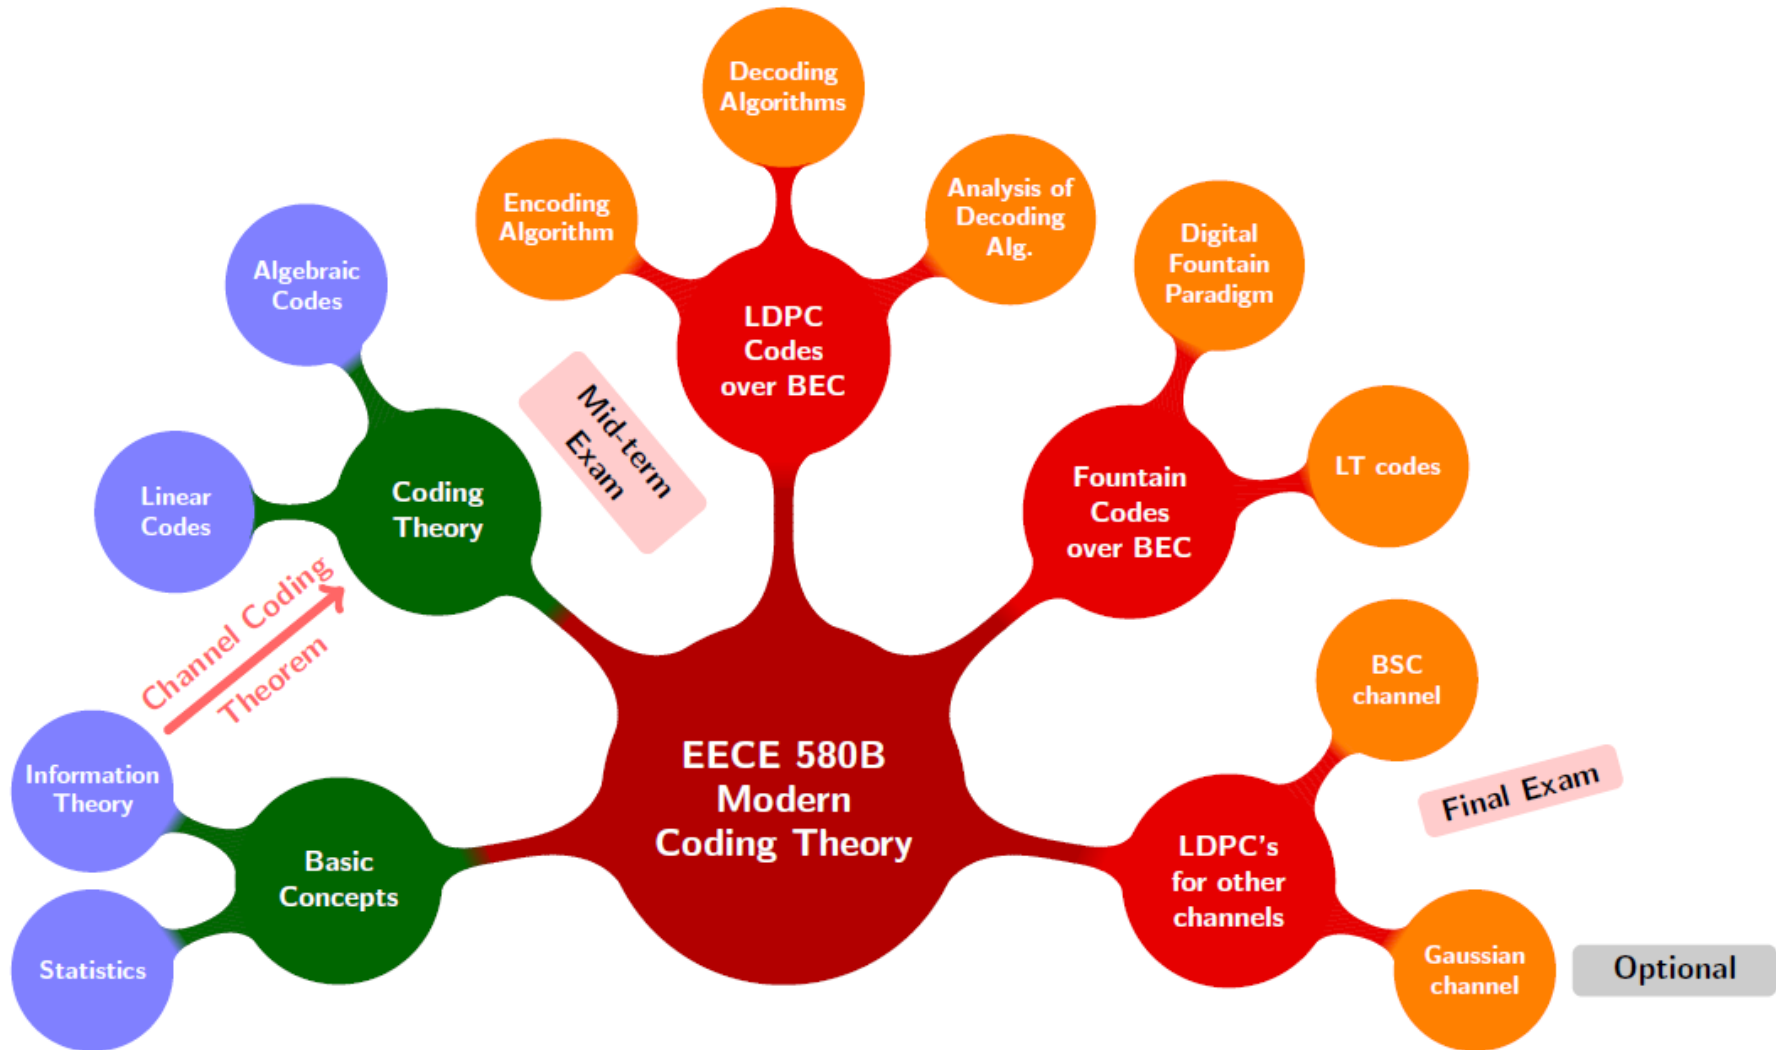 Decoding
Algorithms
Encoding
Algorithm
Analysis of
Decoding
Alg.
Digital
Fountain
Paradigm
Algebraic
Codes
LDPC
Codes
over BEC
Mid-term
Exam
LT codes
Linear
Codes
Coding
Theory
Fountain
Codes
over BEC
Channel Coding
Theorem
BSC
channel
Information
Theory
EECE 580B
Modern
Coding Theory
Final Exam
Basic
Concepts
LDPC's
for other
channels
Statistics
Gaussian
channel
Optional